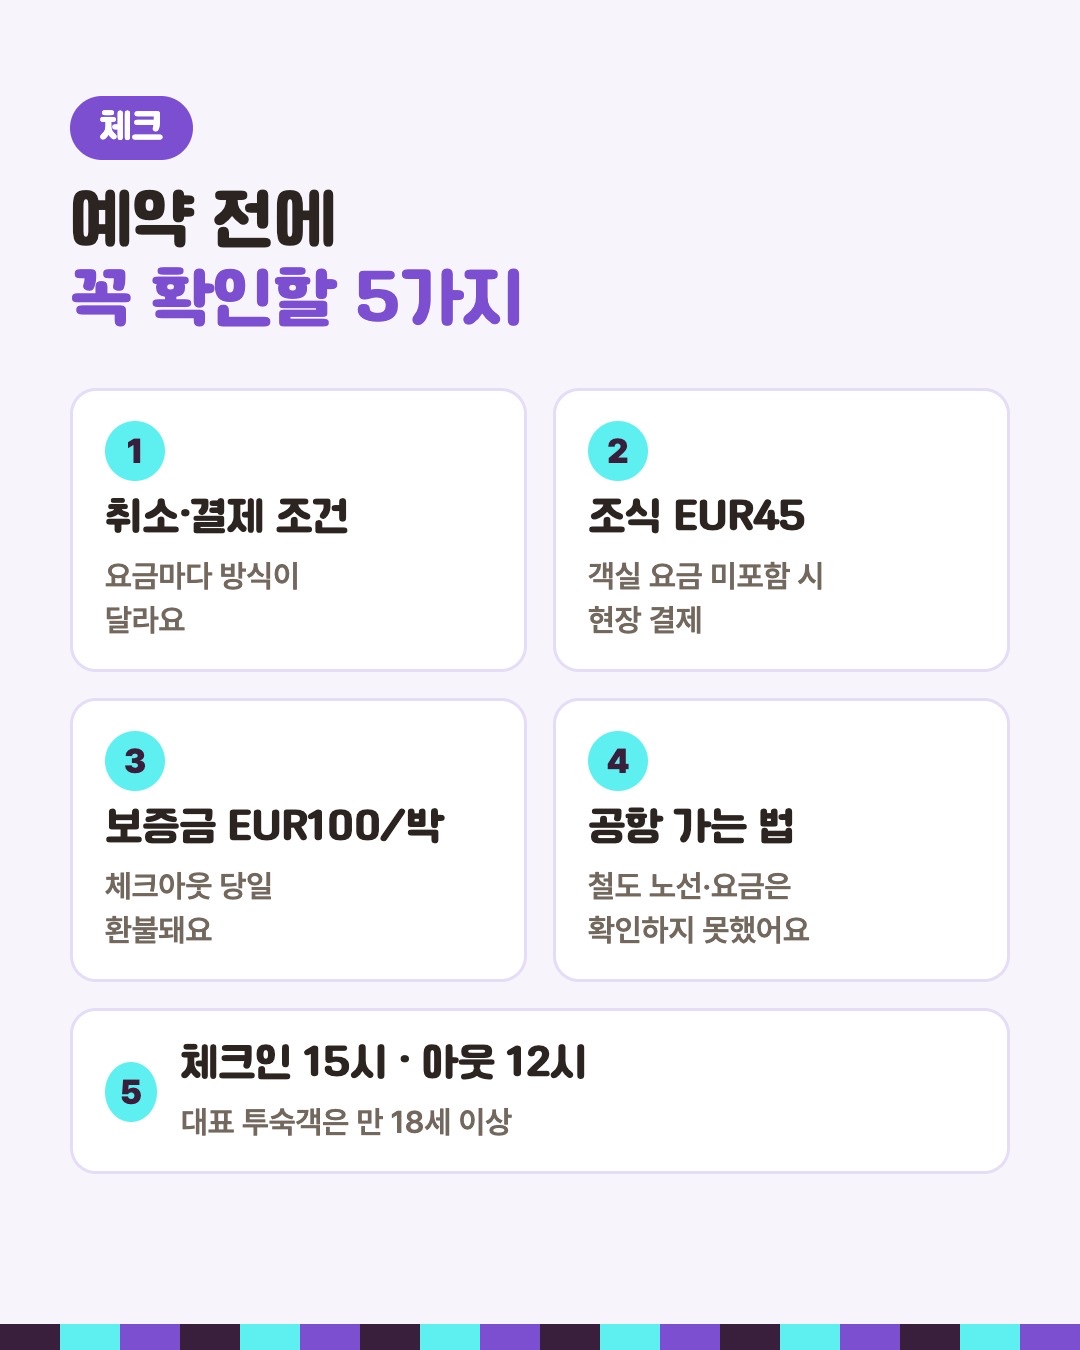 체크
예약 전에
꼭 확인할 5가지
1
취소·결제 조건
요금마다 방식이
달라요
2
조식 EUR45
객실 요금 미포함 시
현장 결제
3
보증금 EUR100/박
체크아웃 당일
환불돼요
4
공항 가는 법
철도 노선·요금은
확인하지 못했어요
5
체크인 15시 · 아웃 12시
대표 투숙객은 만 18세 이상